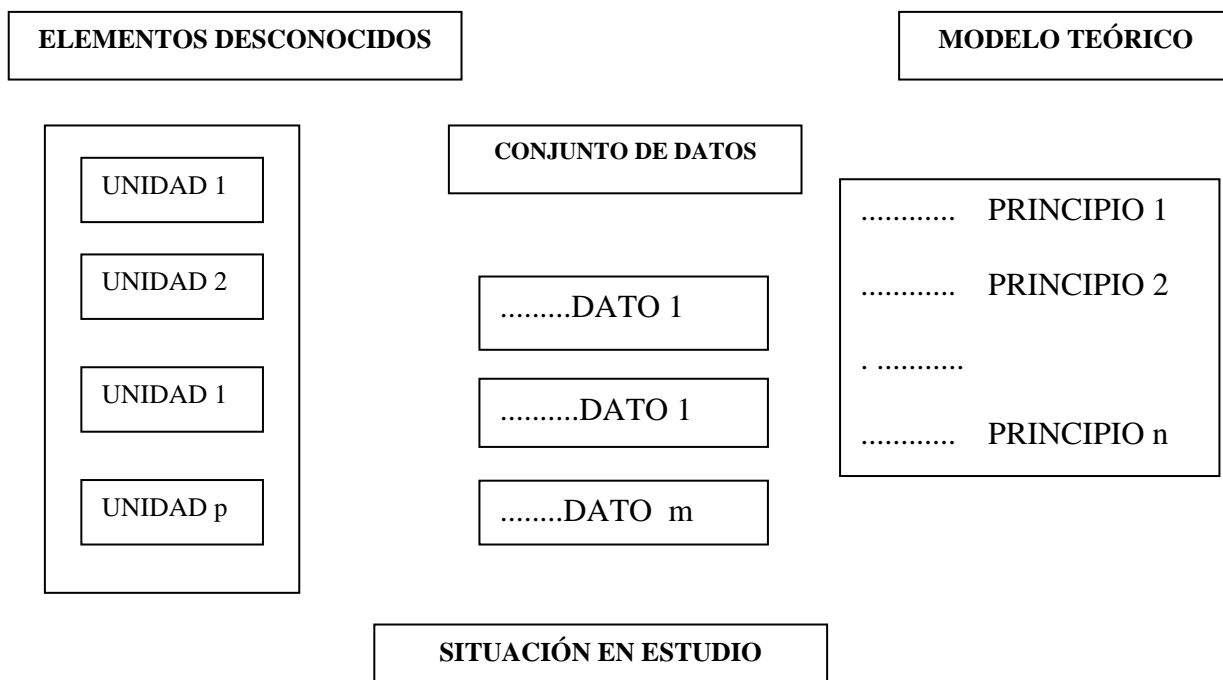 ELEMENTOS DESCONOCIDOS
MODELO TEÓRICO
UNIDAD 1
UNIDAD 2
UNIDAD 1
UNIDAD p
CONJUNTO DE DATOS
.........DATO 1
..........DATO 1
........DATO m
............ PRINCIPIO 1
............ PRINCIPIO 2
. ...........
............ PRINCIPIO n
SITUACIÓN EN ESTUDIO